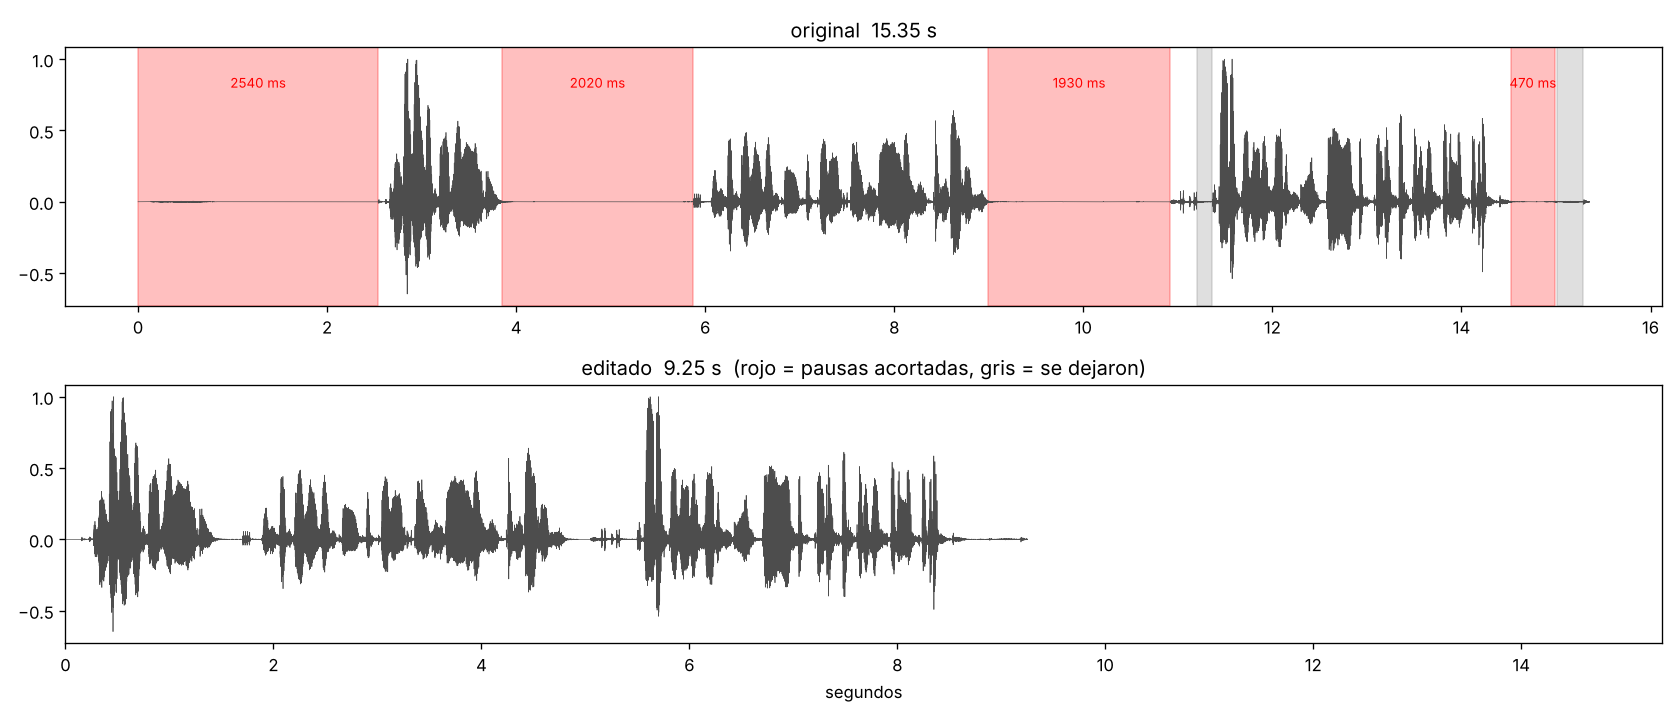 original  15.35 s
1.0
0.5
0.0
−0.5
2540 ms
2020 ms
1930 ms
470 ms
0 2 4 6 8 10 12 14 16
editado  9.25 s  (rojo = pausas acortadas, gris = se dejaron)
1.0
0.5
0.0
−0.5
0 2 4 6 8 10 12 14
segundos